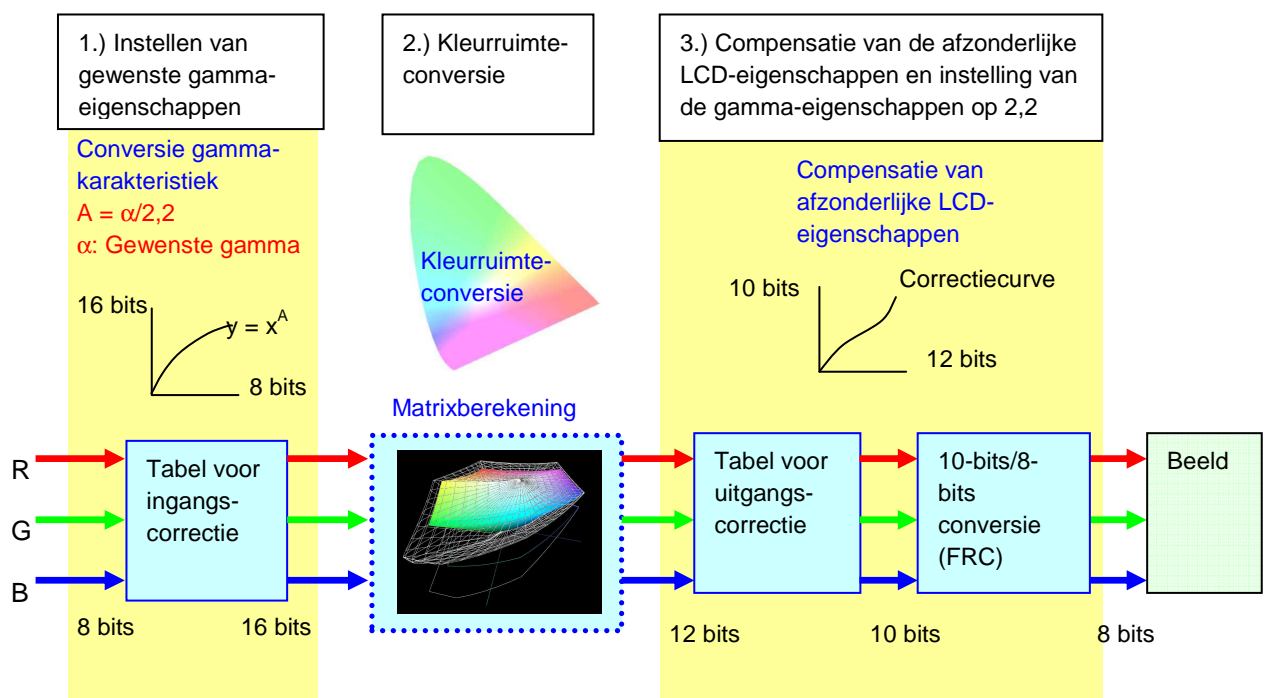 1.) Instellen van
gewenste gamma-
eigenschappen
2.) Kleurruimte-
conversie
3.) Compensatie van de afzonderlijke
LCD-eigenschappen en instelling van
de gamma-eigenschappen op 2,2
Conversie gamma-
karakteristiek
A = α/2,2
α: Gewenste gamma
16 bits
y = x^A
8 bits
Kleurruimte-
conversie
Compensatie van
afzonderlijke LCD-
eigenschappen
10 bits
Correctiecurve
12 bits
Matrixberekening
R
G
B
Tabel voor
ingangs-
correctie
Tabel voor
uitgangs-
correctie
10-bits/8-
bits
conversie
(FRC)
Beeld
8 bits
16 bits
12 bits
10 bits
8 bits